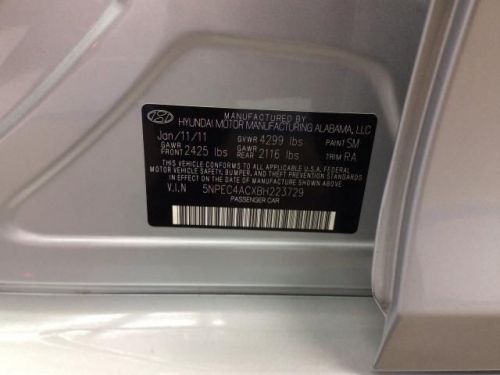 MANUFACTURED BY
HYUNDAI MOTOR MANUFACTURING ALABAMA, LLC
Jan/11/11 GVWR 4299 lbs PAINT SM
GAWR FRONT 2425 lbs GAWR REAR 2116 lbs TRIM RA
THIS VEHICLE CONFORMS TO ALL APPLICABLE U.S.A. FEDERAL
MOTOR VEHICLE SAFETY, BUMPER, AND THEFT PREVENTION
STANDARDS IN EFFECT ON THE DATE OF MANUFACTURE SHOWN ABOVE.
V.I.N 5NPEC4ACXBH223729
PASSENGER CAR